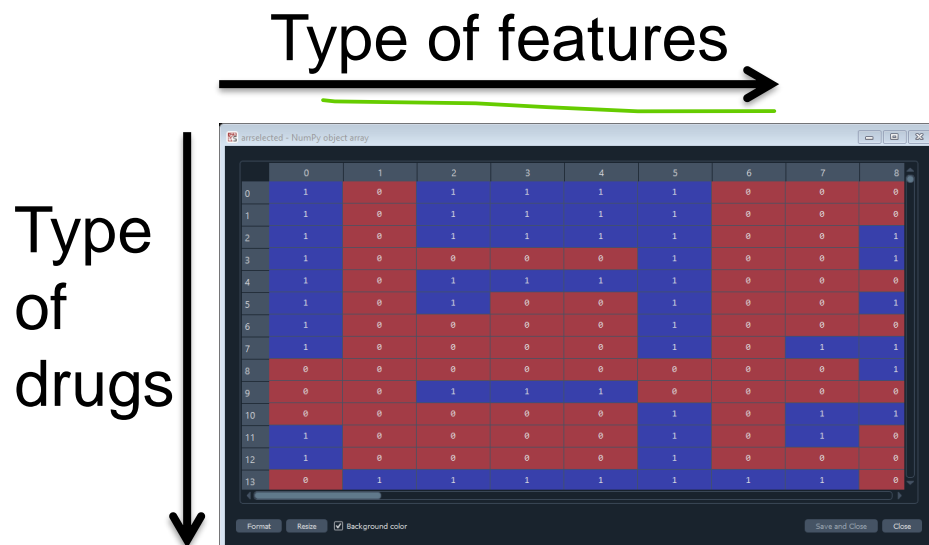 Type of features
Type
of
drugs
arrselected - NumPy object array
0 1 2 3 4 5 6 7 8
0 1 0 1 1 1 1 0 0 0
1 1 0 1 1 1 1 0 0 0
2 1 0 1 1 1 1 0 0 1
3 1 0 0 0 0 1 0 0 1
4 1 0 1 1 1 1 0 0 0
5 1 0 1 0 0 1 0 0 1
6 1 0 0 0 0 1 0 0 0
7 1 0 0 0 0 1 0 1 1
8 0 0 0 0 0 0 0 0 1
9 0 0 1 1 1 0 0 0 0
10 0 0 0 0 0 1 0 1 1
11 1 0 0 0 0 1 0 1 0
12 1 0 0 0 0 1 0 0 0
13 0 1 1 1 1 1 1 1 0
Format Resize Background color Save and Close Close